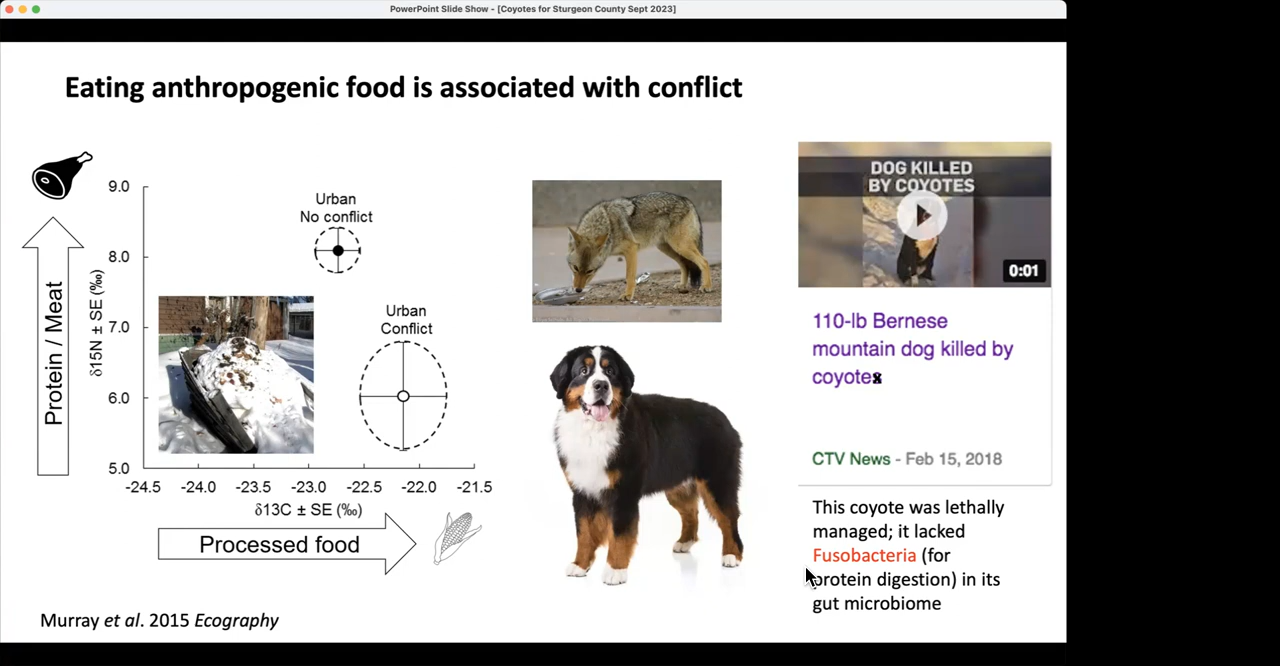 PowerPoint Slide Show - [Coyotes for Sturgeon County Sept 2023]
Eating anthropogenic food is associated with conflict
Protein / Meat
δ15N ± SE (‰)
9.0
8.0
7.0
6.0
5.0
Urban
No conflict
Urban
Conflict
-24.5 -24.0 -23.5 -23.0 -22.5 -22.0 -21.5
δ13C ± SE (‰)
Processed food
Murray et al. 2015 Ecography
DOG KILLED
BY COYOTES
0:01
110-lb Bernese
mountain dog killed by
coyotes
CTV News - Feb 15, 2018
This coyote was lethally
managed; it lacked
Fusobacteria (for
protein digestion) in its
gut microbiome